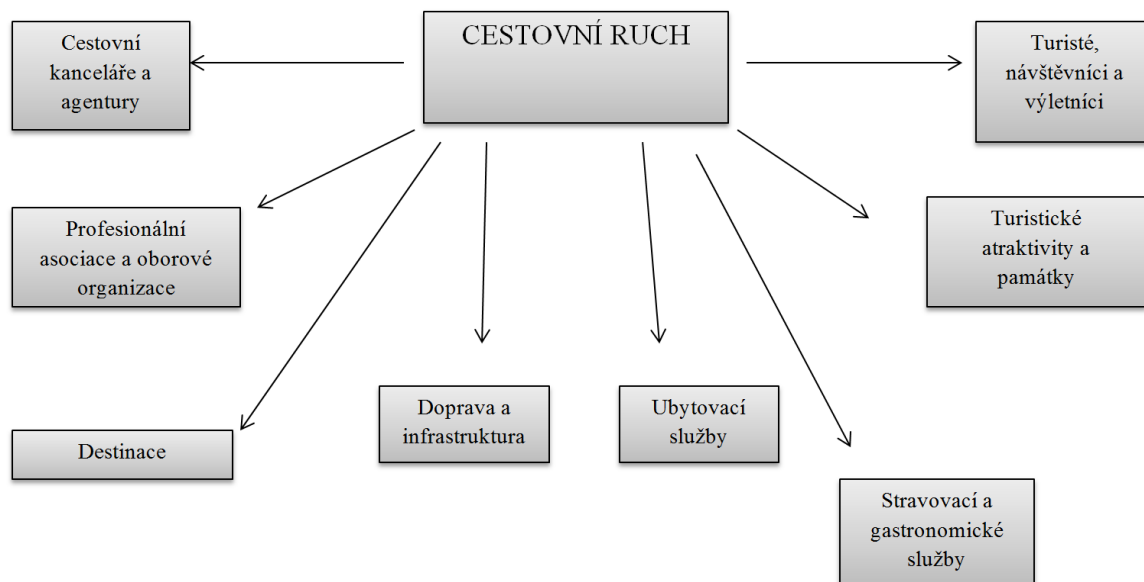 CESTOVNÍ RUCH
Cestovní
kanceláře a
agentury
Turisté,
návštěvníci a
výletníci
Profesionální
asociace a oborové
organizace
Turistické
atraktivity a
památky
Destinace
Doprava a
infrastruktura
Ubytovací
služby
Stravovací a
gastronomické
služby